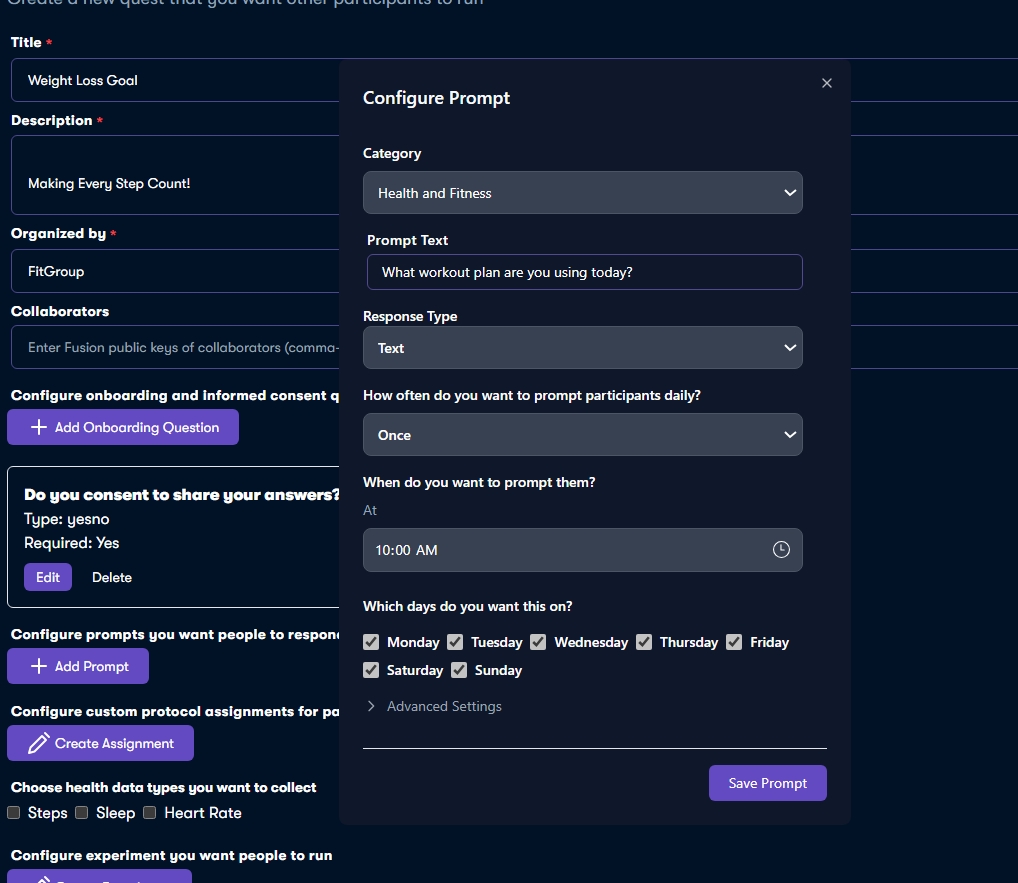 Create a new quest that you want other participants to run
Title *
Weight Loss Goal
Description *
Making Every Step Count!
Organized by *
FitGroup
Collaborators
Enter Fusion public keys of collaborators (comma-
Configure onboarding and informed consent q
Add Onboarding Question
Do you consent to share your answers?
Type: yesno
Required: Yes
Edit Delete
Configure prompts you want people to respon
Add Prompt
Configure custom protocol assignments for pa
Create Assignment
Choose health data types you want to collect
Steps Sleep Heart Rate
Configure experiment you want people to run
Configure Prompt
Category
Health and Fitness
Prompt Text
What workout plan are you using today?
Response Type
Text
How often do you want to prompt participants daily?
Once
When do you want to prompt them?
At
10:00 AM
Which days do you want this on?
Monday Tuesday Wednesday Thursday Friday
Saturday Sunday
Advanced Settings
Save Prompt